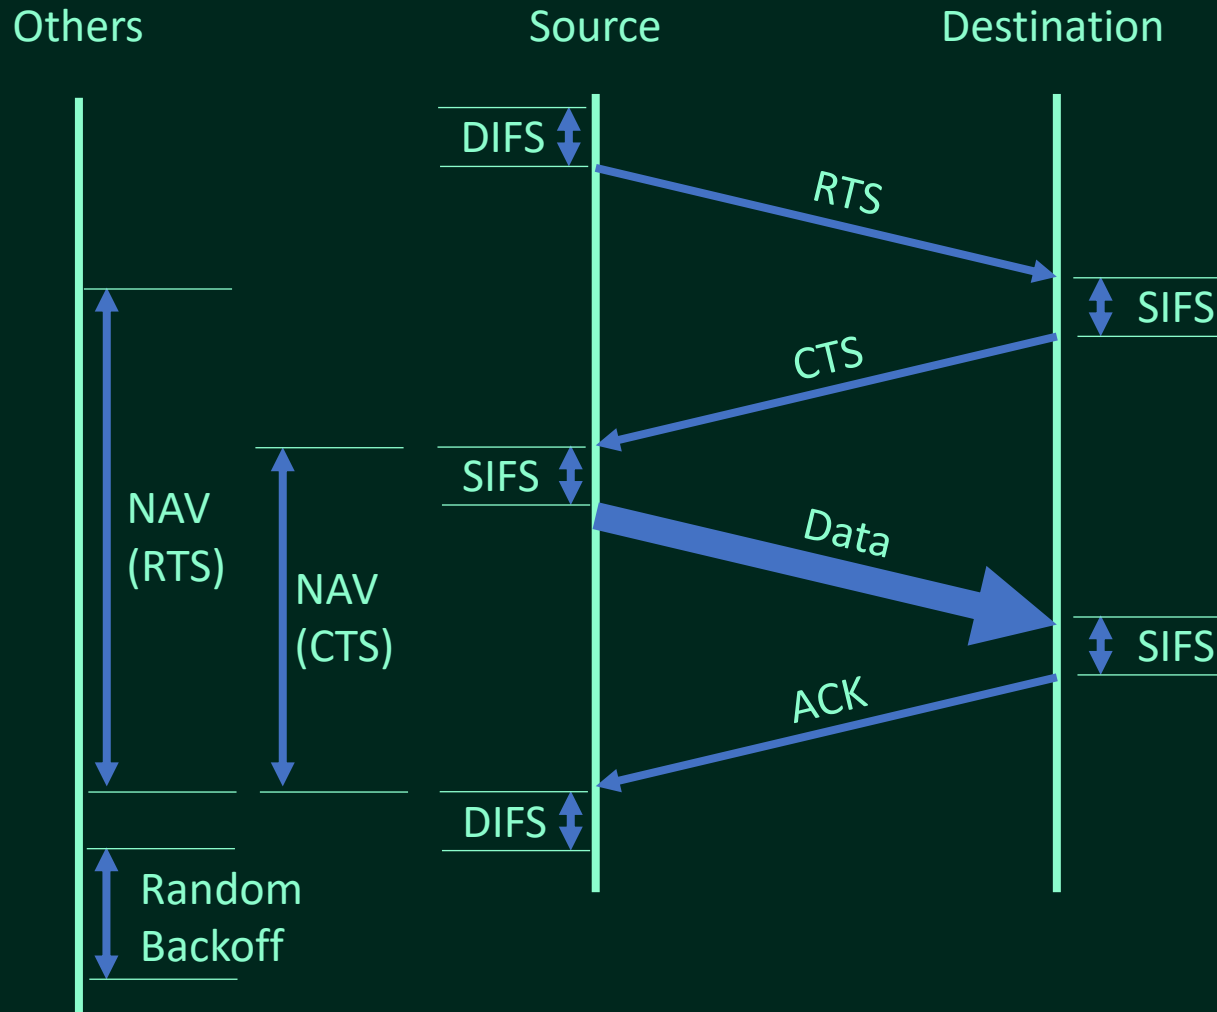 Others
Source
Destination
DIFS
RTS
SIFS
CTS
SIFS
NAV
(RTS)
Data
NAV
(CTS)
SIFS
ACK
DIFS
Random
Backoff